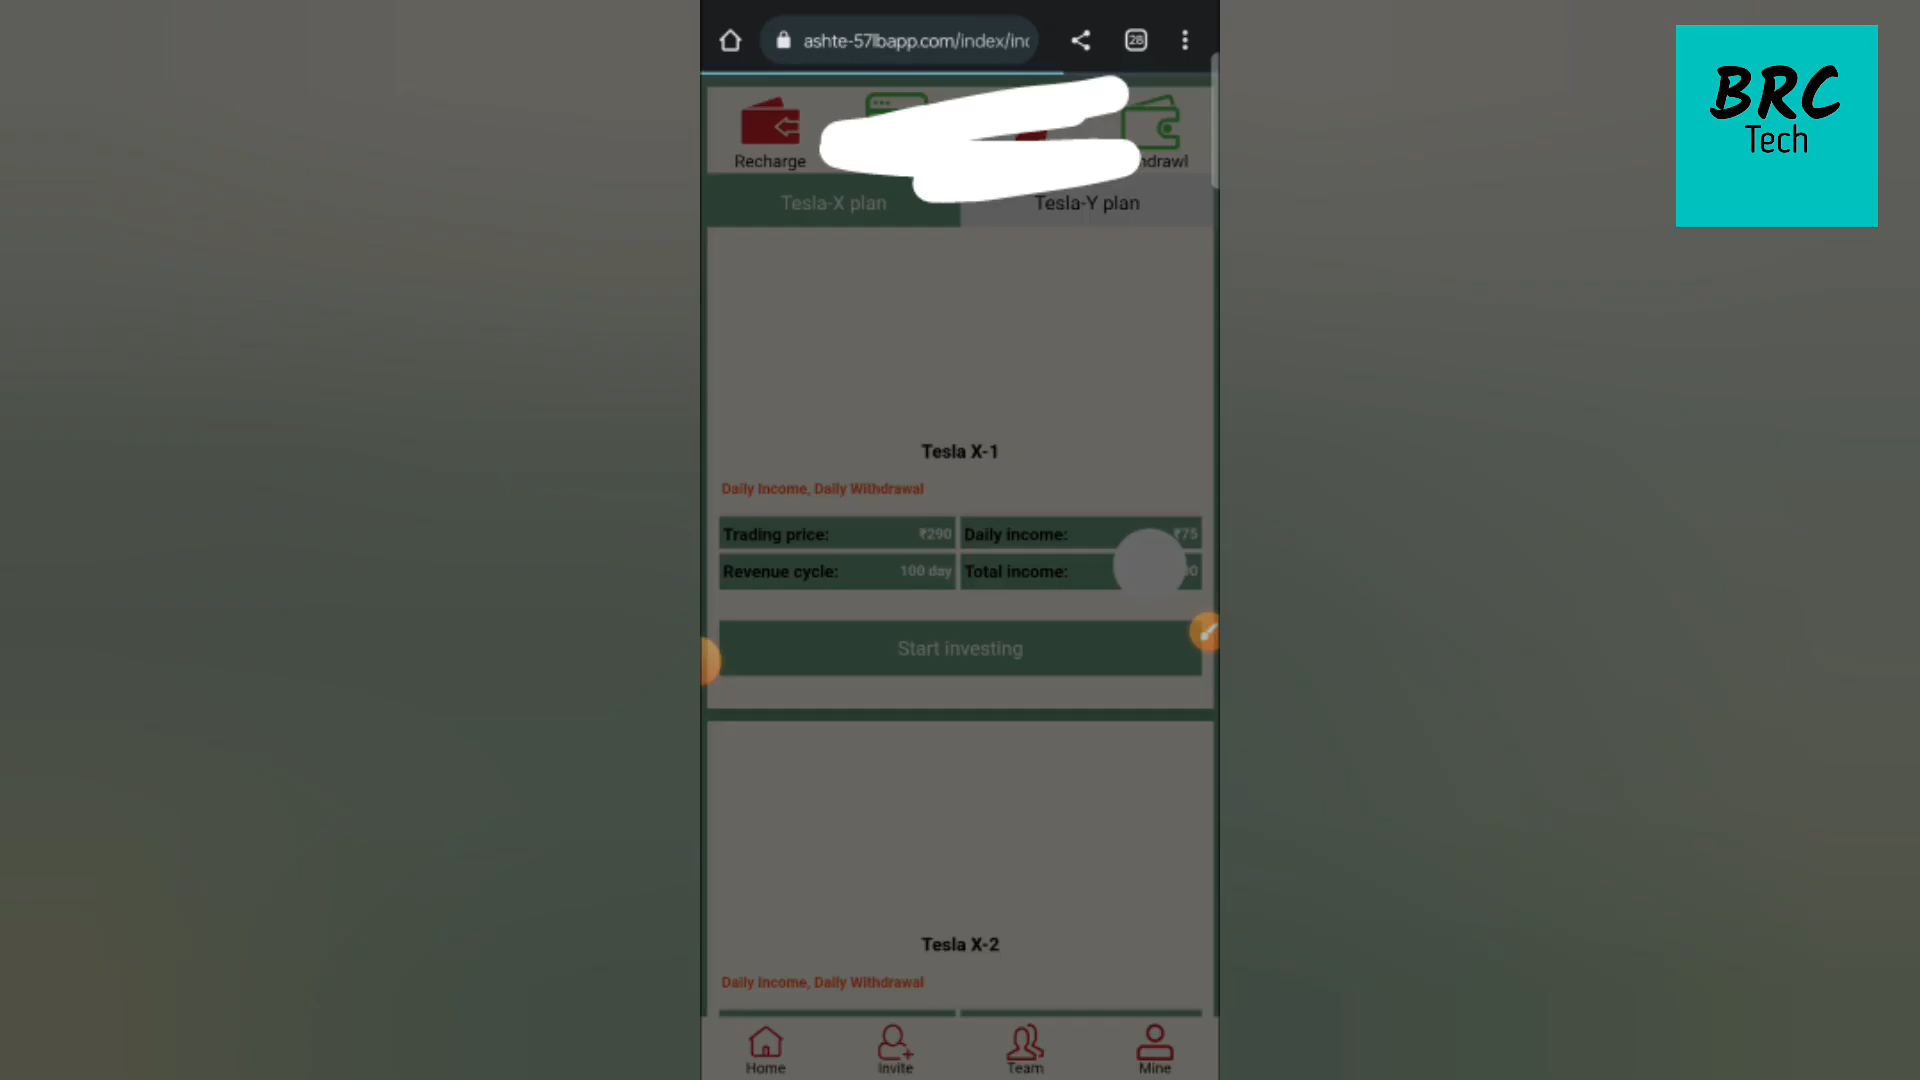 ashte-57lbapp.com/index/in
28
BRC
Tech
Recharge
Tesla-X plan
Tesla-Y plan
Tesla X-1
Daily Income, Daily Withdrawal
Trading price: ₹290
Daily income: ₹75
Revenue cycle: 100 day
Total income:
Start investing
Tesla X-2
Daily Income, Daily Withdrawal
Home
Invite
Team
Mine